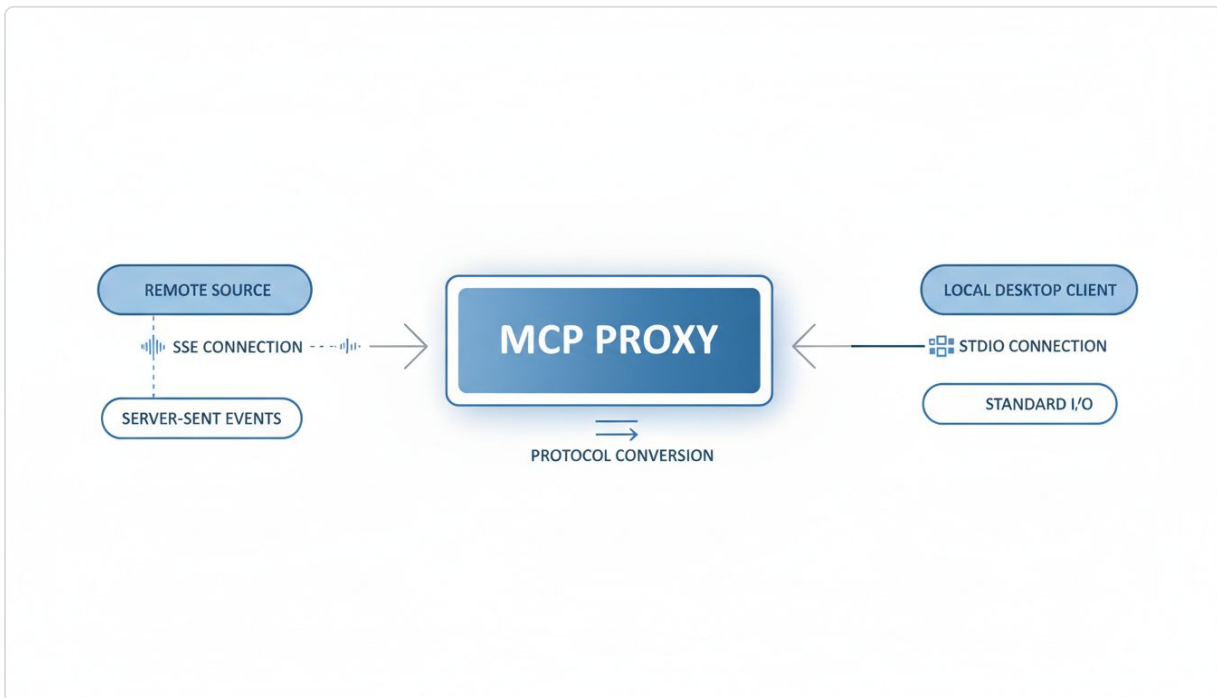 REMOTE SOURCE
SSE CONNECTION
SERVER-SENT EVENTS
MCP PROXY
PROTOCOL CONVERSION
LOCAL DESKTOP CLIENT
STDIO CONNECTION
STANDARD I/O